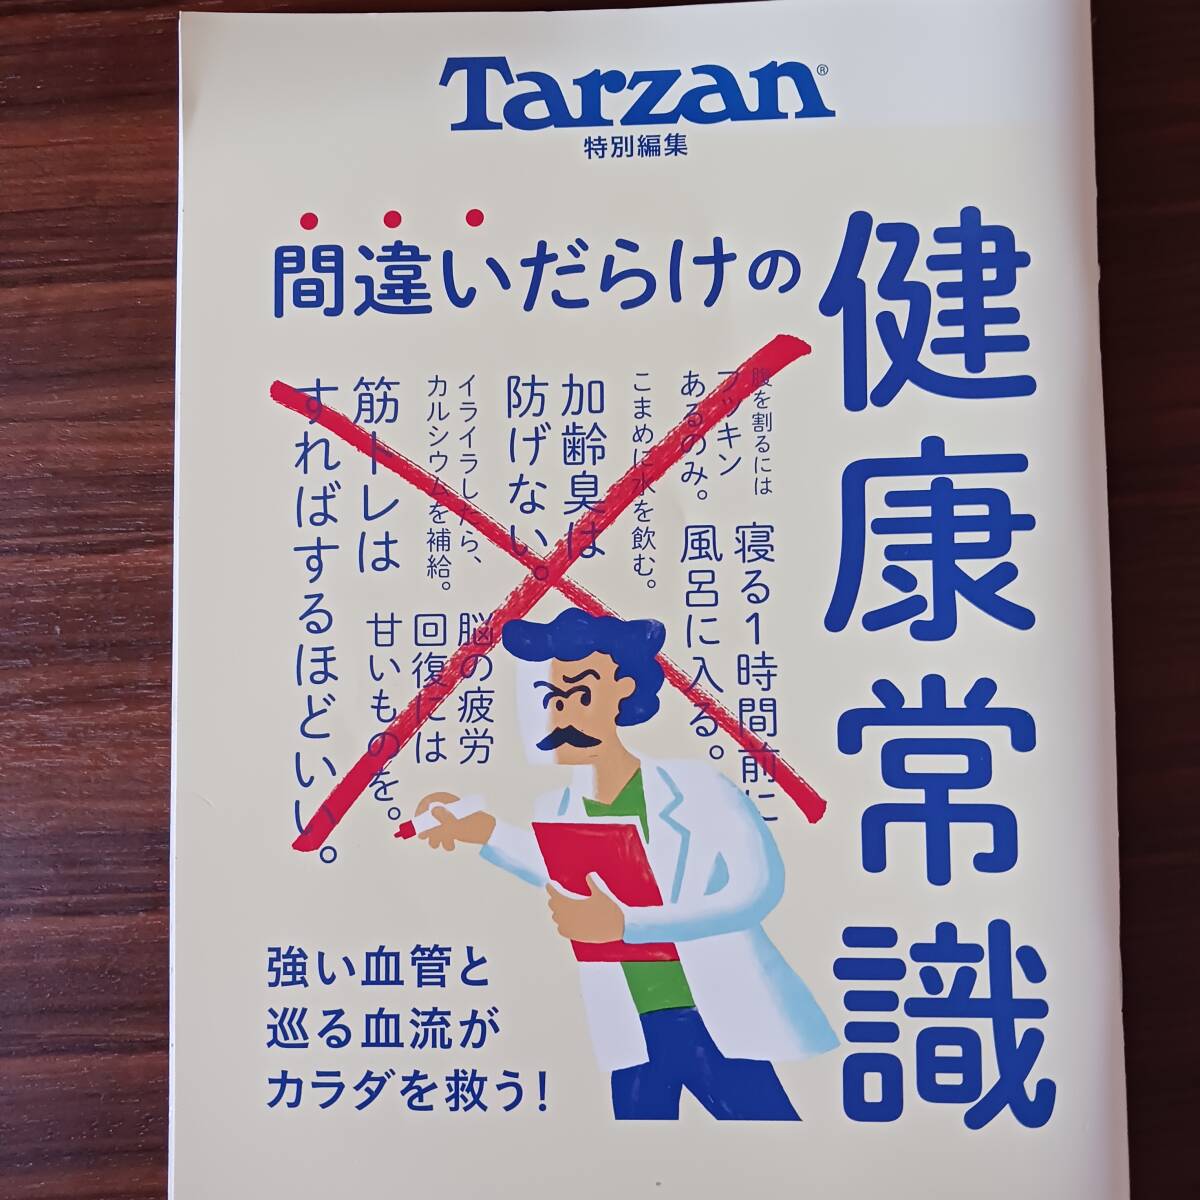 Tarzan®
特別編集
間違いだらけの
健康常識
腹を割るには
フッキン
あるのみ。
寝る1時間前に
風呂に入る。
こまめに水を飲む。
加齢臭は
防げない。
イライラしたら、
カルシウムを補給。
脳の疲労
回復には
甘いものを。
筋トレは
すればするほどいい。
強い血管と
巡る血流が
カラダを救う!